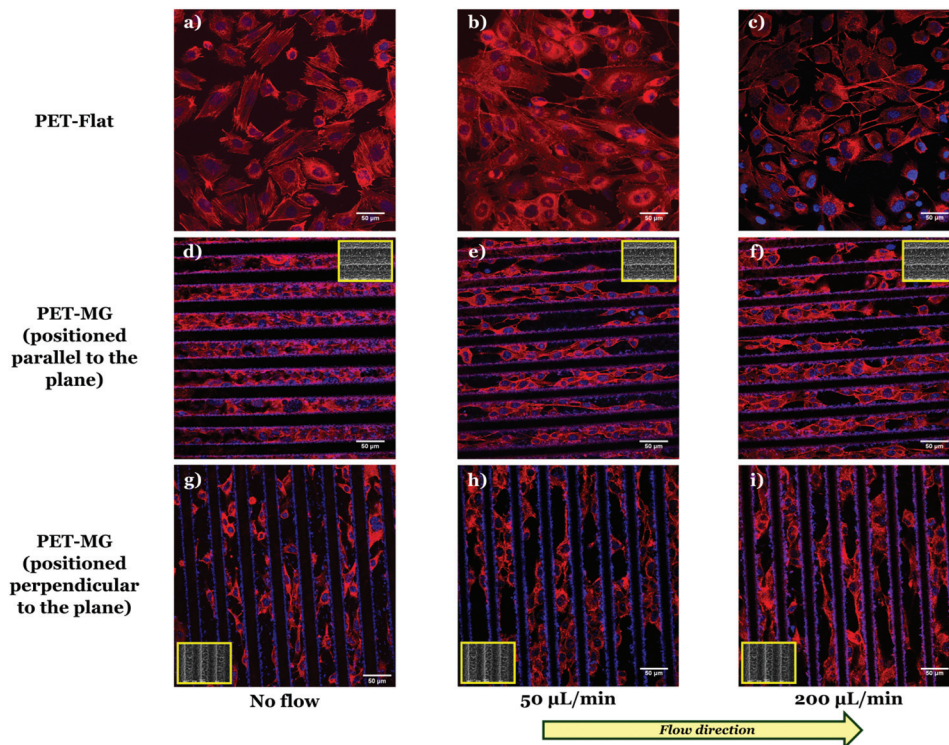 a)
b)
c)
PET-Flat
50 μm
50 μm
50 μm
d)
e)
f)
PET-MG
(positioned
parallel to the
plane)
50 μm
50 μm
50 μm
g)
h)
i)
PET-MG
(positioned
perpendicular
to the plane)
50 μm
50 μm
50 μm
No flow
50 μL/min
200 μL/min
Flow direction